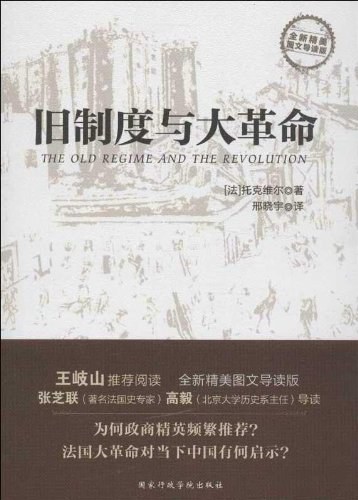 全新精美
图文导读版
旧制度与大革命
THE OLD REGIME AND THE REVOLUTION
[法]托克维尔 著
邢晓宇 译
王岐山 推荐阅读 全新精美图文导读版
张芝联（著名法国史专家）高毅（北京大学历史系主任）导读
为何政商精英频繁推荐？
法国大革命对当下中国有何启示？
国家行政学院出版社